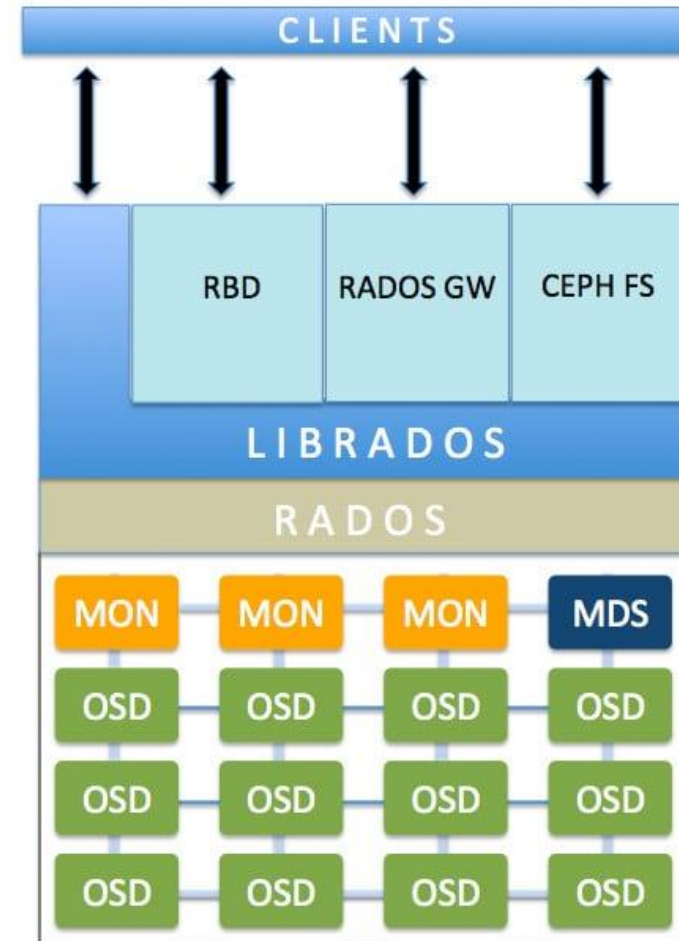 CLIENTS
RBD RADOS GW CEPH FS
LIBRADOS
RADOS
MON MON MON MDS
OSD OSD OSD OSD
OSD OSD OSD OSD
OSD OSD OSD OSD